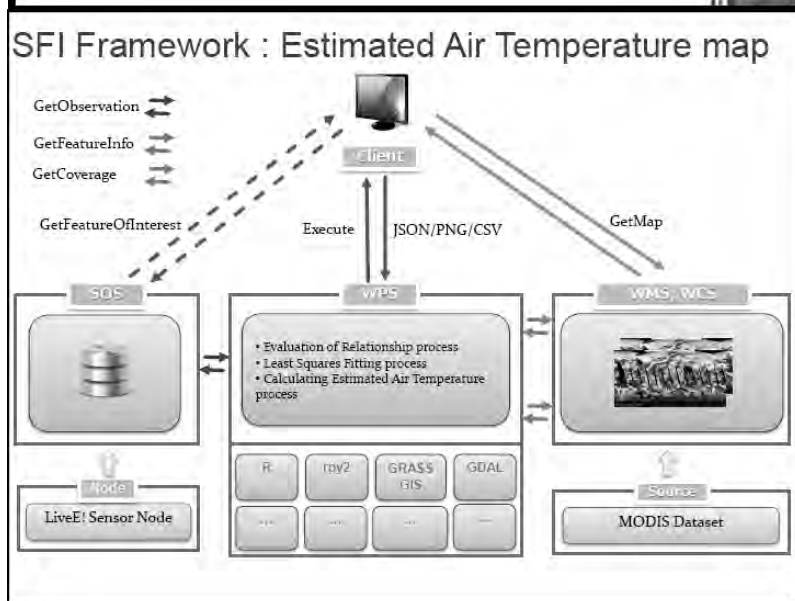 SFI Framework : Estimated Air Temperature map
GetObservation
GetFeatureInfo
GetCoverage
Client
GetFeatureOfInterest
Execute
JSON/PNG/CSV
GetMap
SOS
WPS
WMS, WCS
• Evaluation of Relationship process
• Least Squares Fitting process
• Calculating Estimated Air Temperature
process
R
rpy2
GRASS
GIS
GDAL
...
...
...
...
Node
LiveE! Sensor Node
Source
MODIS Dataset